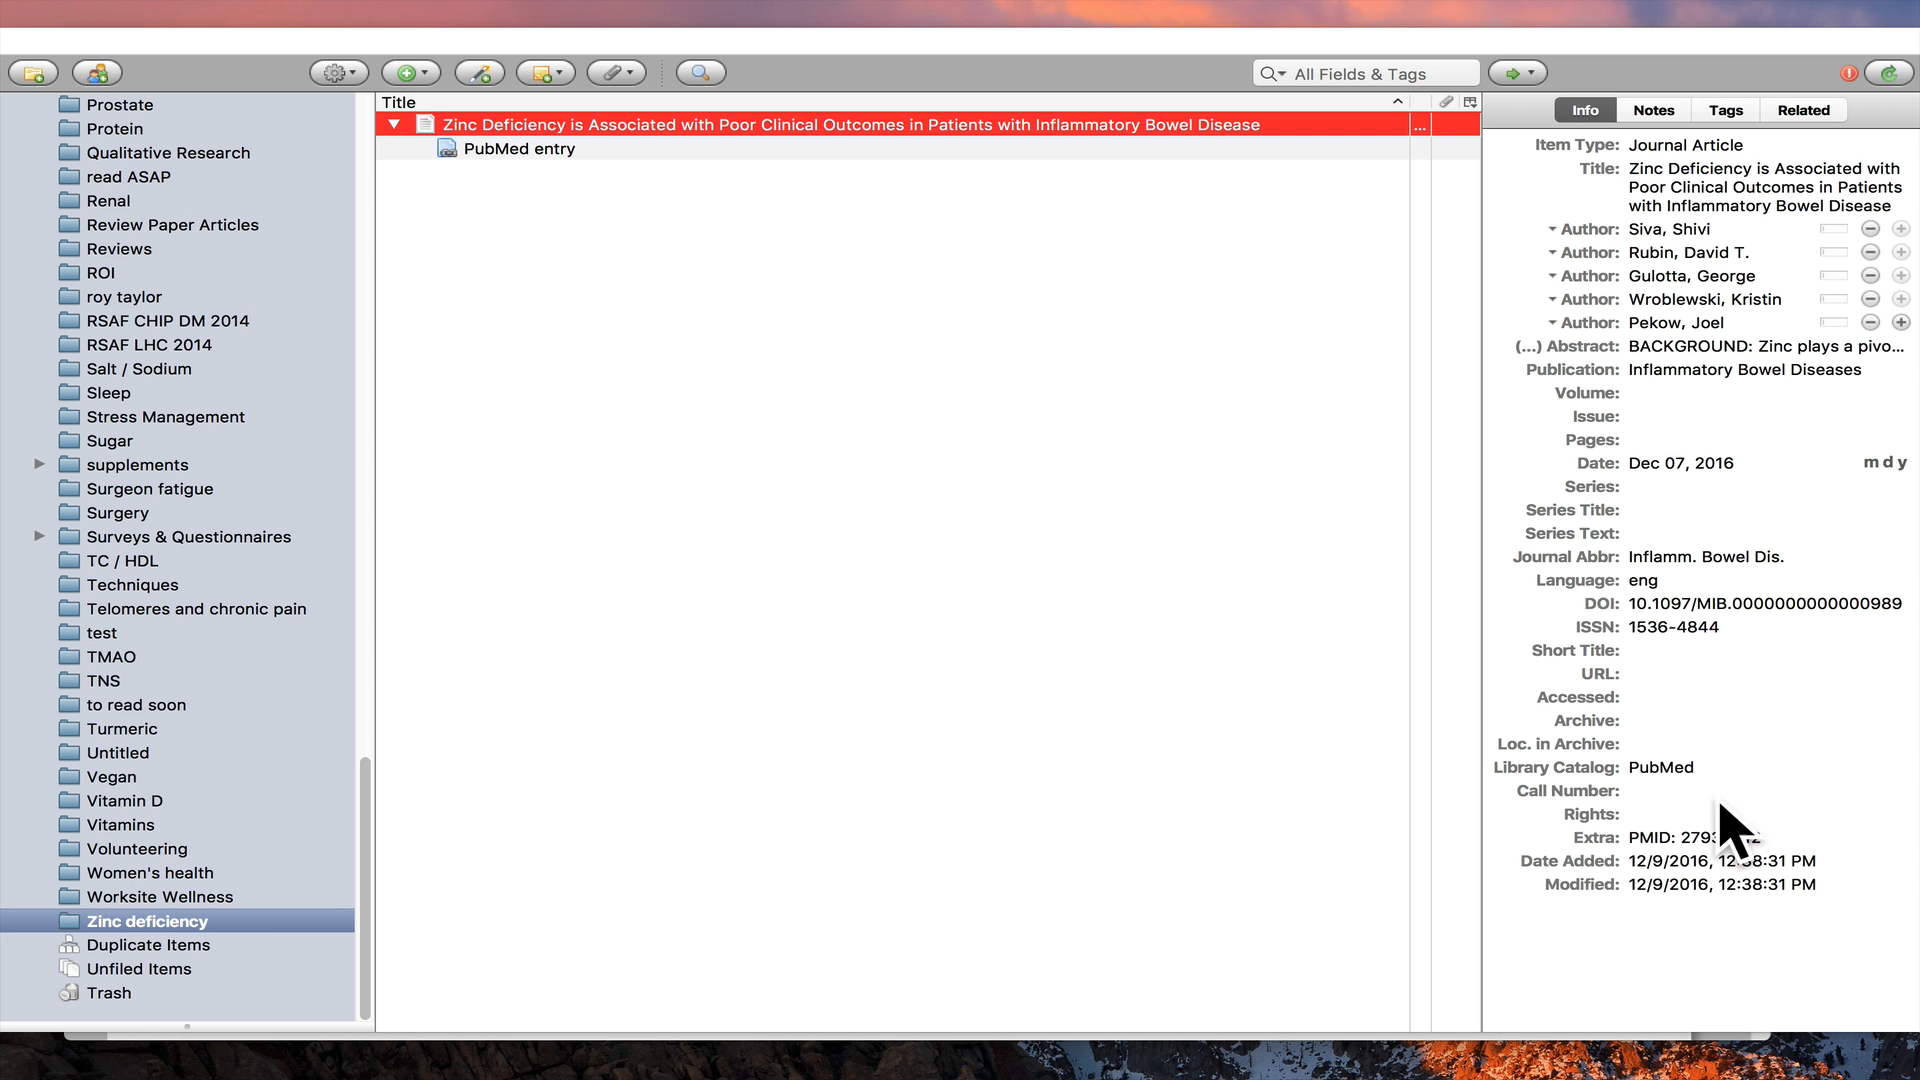 All Fields & Tags
Prostate
Protein
Qualitative Research
read ASAP
Renal
Review Paper Articles
Reviews
ROI
roy taylor
RSAF CHIP DM 2014
RSAF LHC 2014
Salt / Sodium
Sleep
Stress Management
Sugar
supplements
Surgeon fatigue
Surgery
Surveys & Questionnaires
TC / HDL
Techniques
Telomeres and chronic pain
test
TMAO
TNS
to read soon
Turmeric
Untitled
Vegan
Vitamin D
Vitamins
Volunteering
Women's health
Worksite Wellness
Zinc deficiency
Duplicate Items
Unfiled Items
Trash
Title
Zinc Deficiency is Associated with Poor Clinical Outcomes in Patients with Inflammatory Bowel Disease ...
PubMed entry
Info Notes Tags Related
Item Type: Journal Article
Title: Zinc Deficiency is Associated with
Poor Clinical Outcomes in Patients
with Inflammatory Bowel Disease
Author: Siva, Shivi
Author: Rubin, David T.
Author: Gulotta, George
Author: Wroblewski, Kristin
Author: Pekow, Joel
(...) Abstract: BACKGROUND: Zinc plays a pivo...
Publication: Inflammatory Bowel Diseases
Volume:
Issue:
Pages:
Date: Dec 07, 2016 m d y
Series:
Series Title:
Series Text:
Journal Abbr: Inflamm. Bowel Dis.
Language: eng
DOI: 10.1097/MIB.0000000000000989
ISSN: 1536-4844
Short Title:
URL:
Accessed:
Archive:
Loc. in Archive:
Library Catalog: PubMed
Call Number:
Rights:
Extra: PMID:
Date Added: 12/9/2016, 12:38:31 PM
Modified: 12/9/2016, 12:38:31 PM